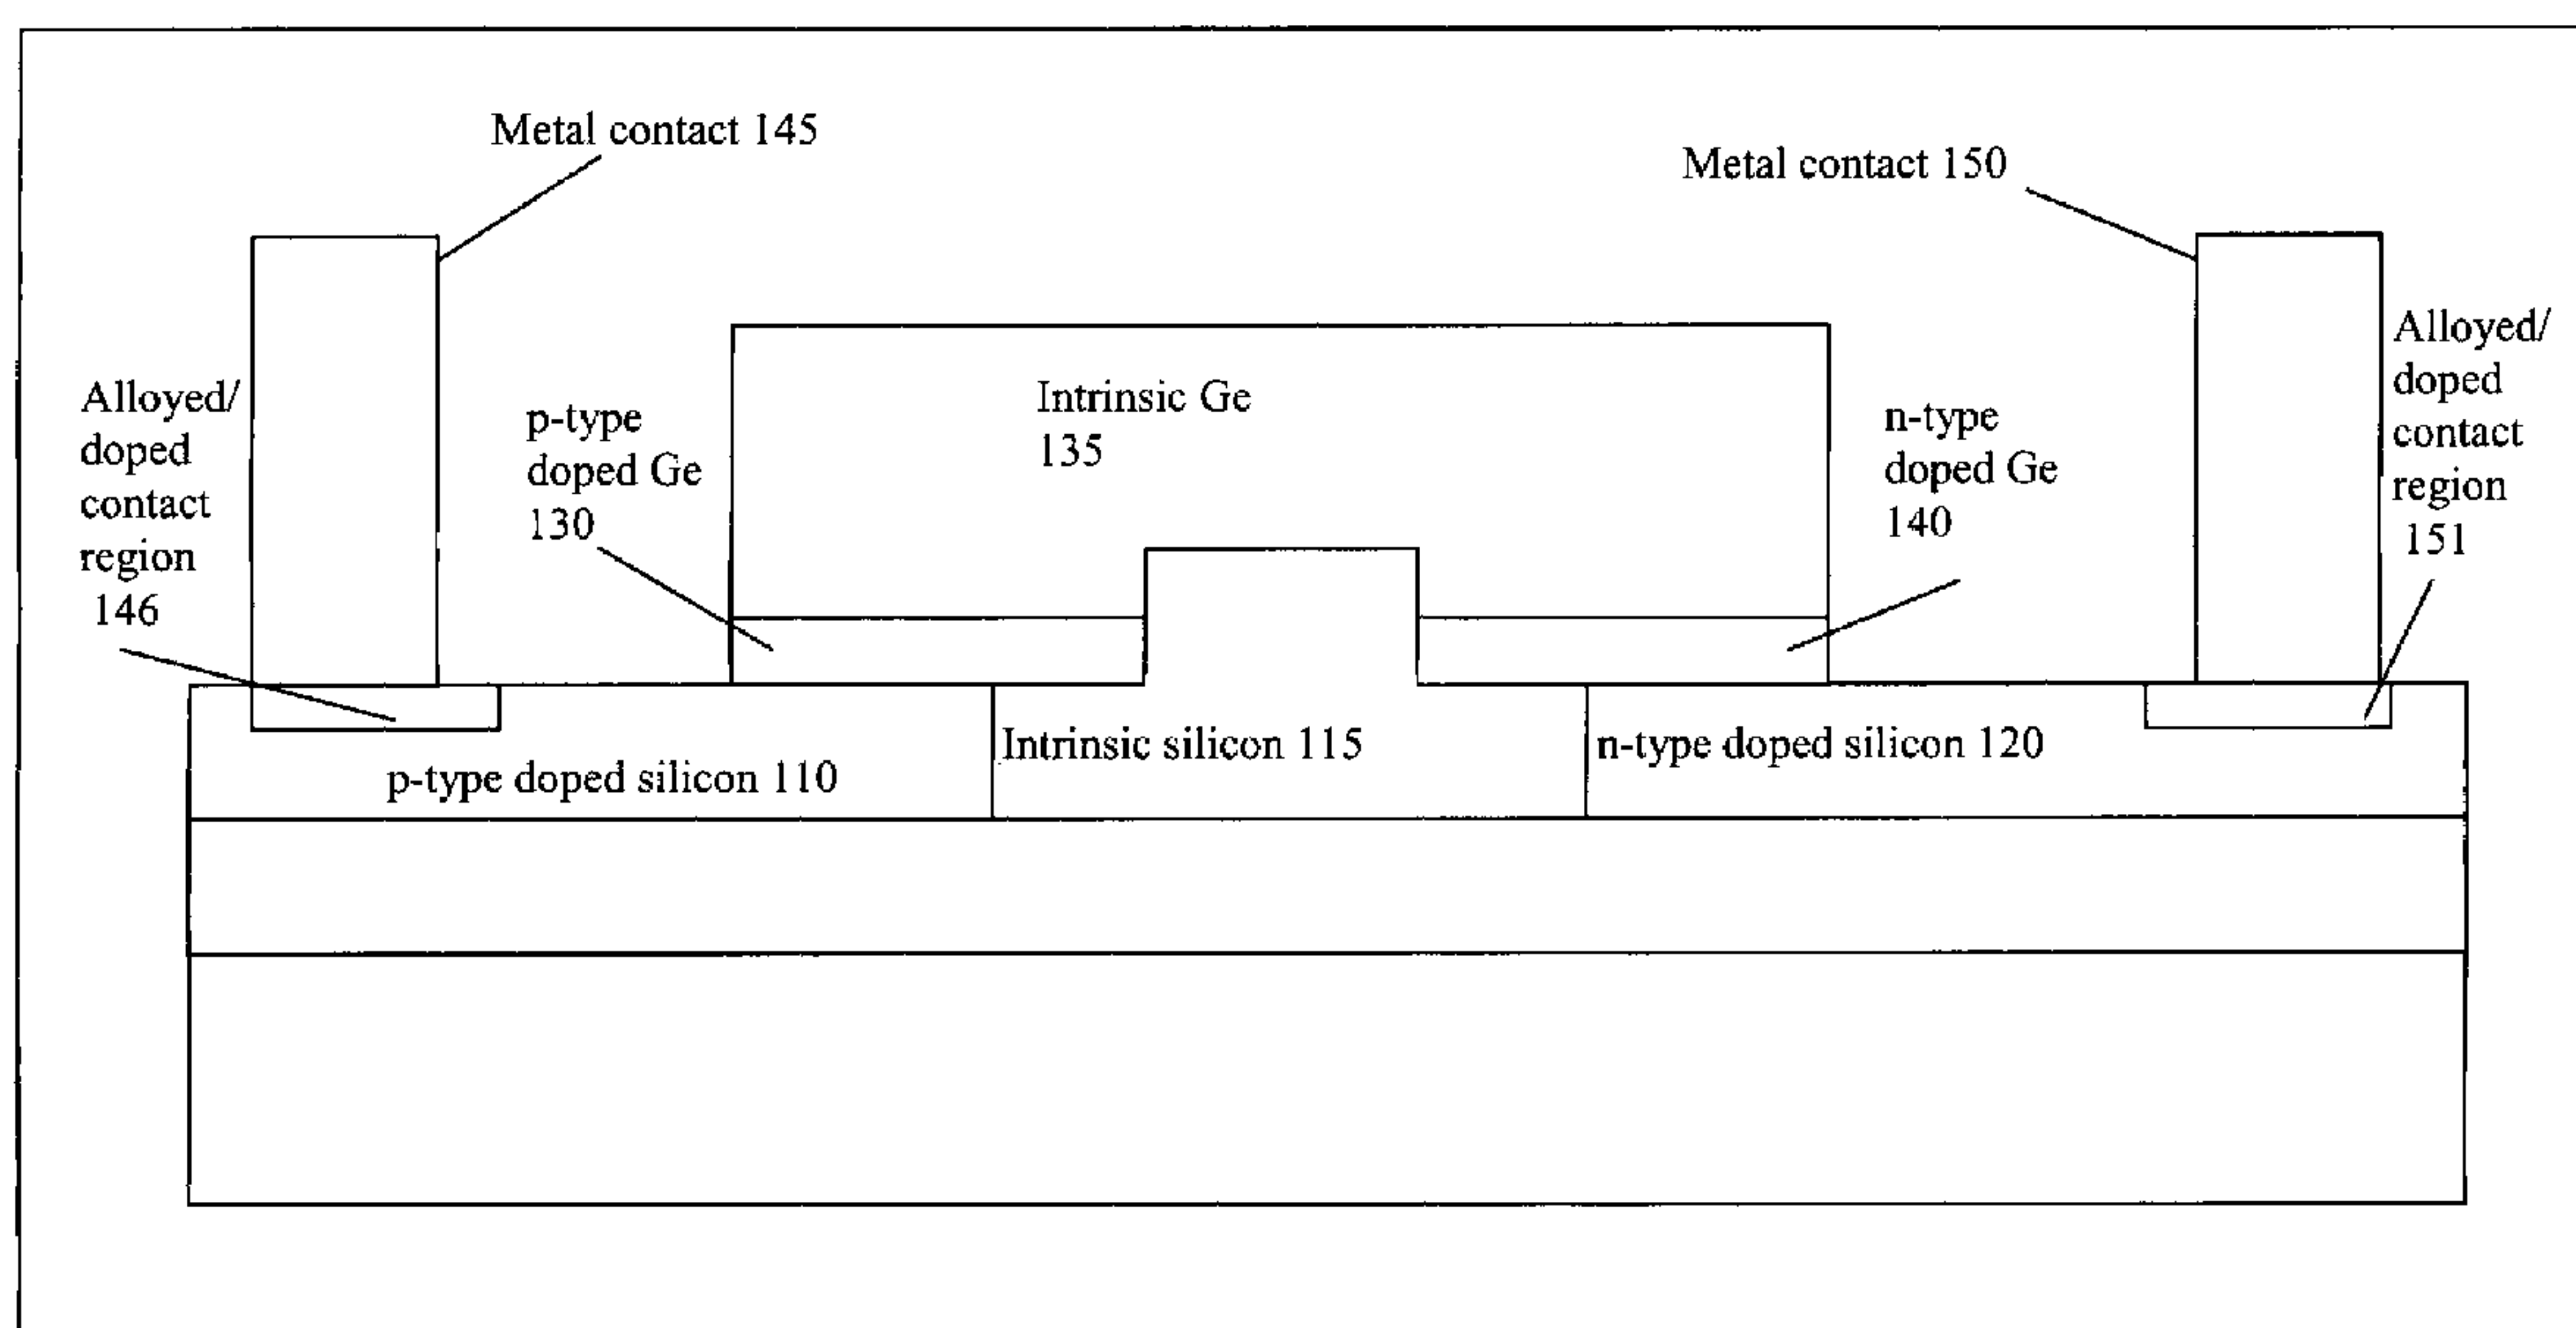 Metal contact 145
Metal contact 150
Alloyed/
doped
contact
region
146
p-type
doped Ge
130
Intrinsic Ge
135
n-type
doped Ge
140
Alloyed/
doped
contact
region
151
p-type doped silicon 110
Intrinsic silicon 115
n-type doped silicon 120